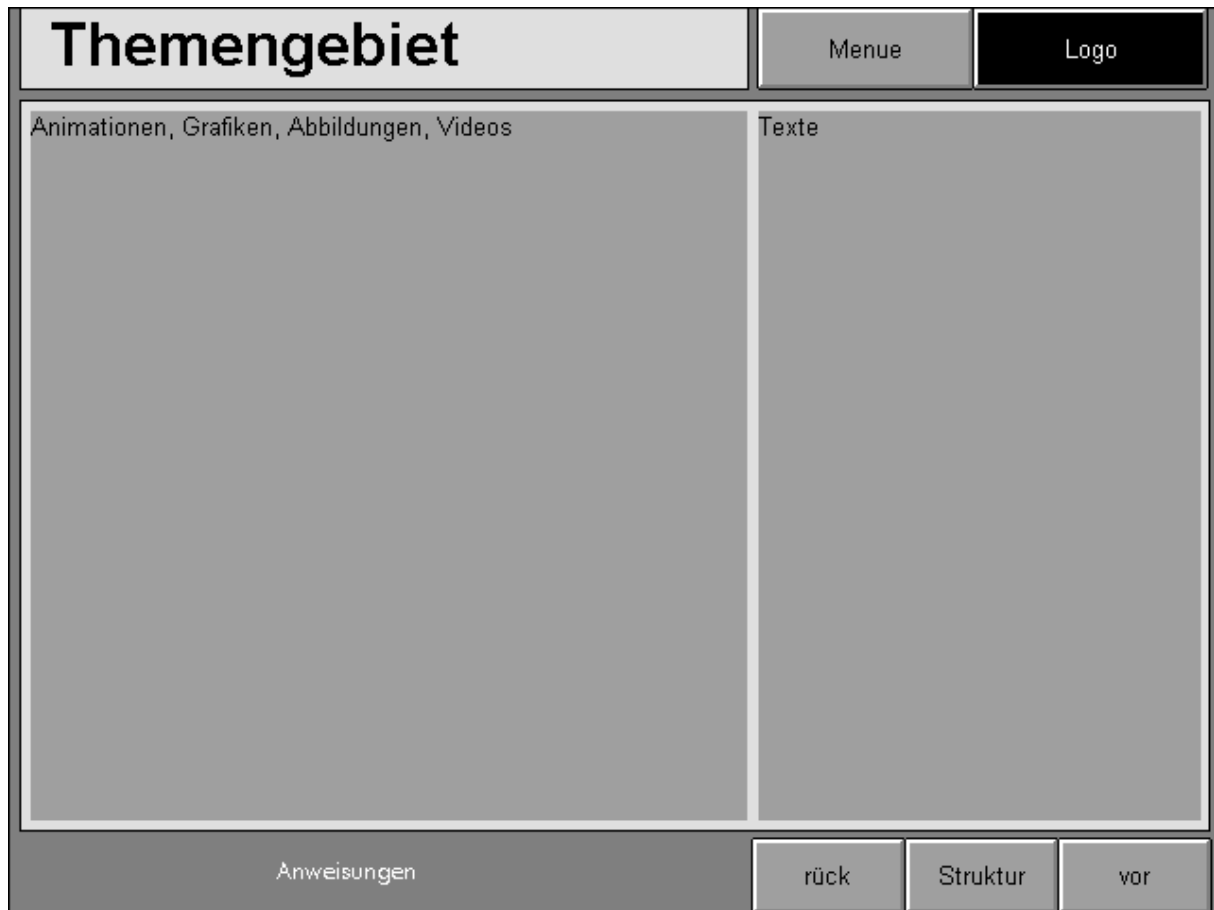 Themengebiet
Menue
Logo
Animationen, Grafiken, Abbildungen, Videos
Texte
Anweisungen
rück
Struktur
vor